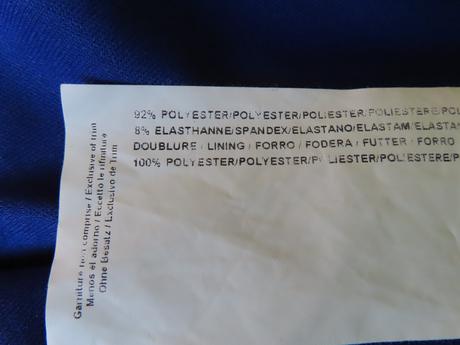 92% POLYESTER/POLYESTER/POLIESTER/POLIESTERE/POL
8% ELASTHANNE/SPANDEX/ELASTANO/ELASTAM/ELASTAN
DOUBLURE / LINING / FORRO / FODERA / FUTTER / FORRO
100% POLYESTER/POLYESTER/POLIESTER/POLIESTERE/P
Garniture non comprise / Exclusive of trim
Menos el adorno / Eccetto le rifiniture
Ohne Besatz / Exclusivo de Trim